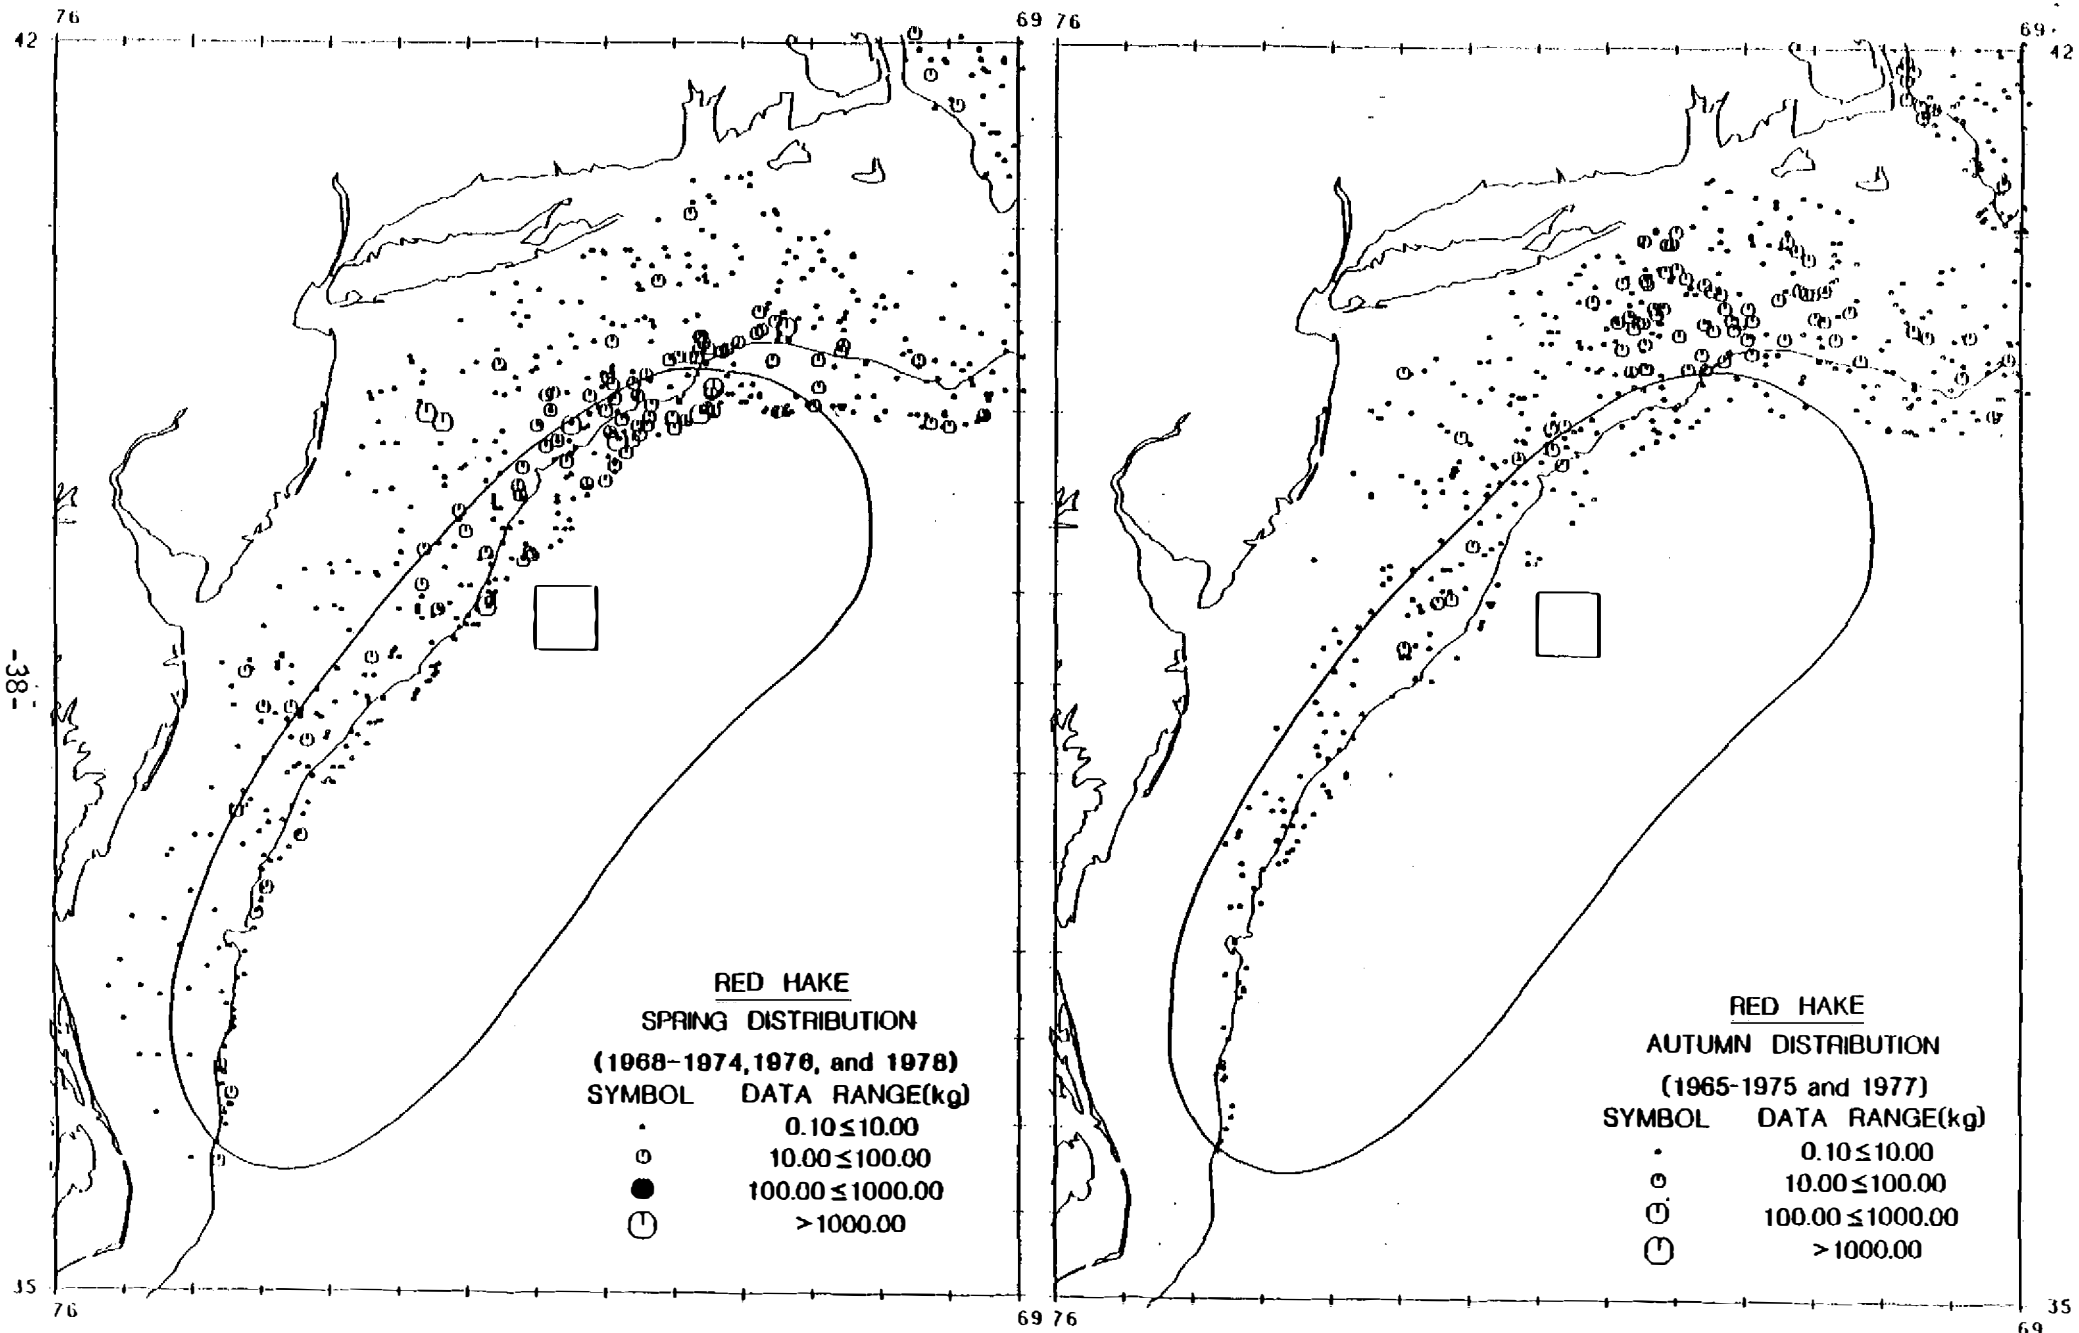 76
69 76
69
42
42
-38-
RED HAKE
SPRING DISTRIBUTION
(1968-1974,1976, and 1978)
SYMBOL DATA RANGE(kg)
0.10≤10.00
10.00≤100.00
100.00≤1000.00
>1000.00
RED HAKE
AUTUMN DISTRIBUTION
(1965-1975 and 1977)
SYMBOL DATA RANGE(kg)
0.10≤10.00
10.00≤100.00
100.00≤1000.00
>1000.00
35
35
76
69 76
69